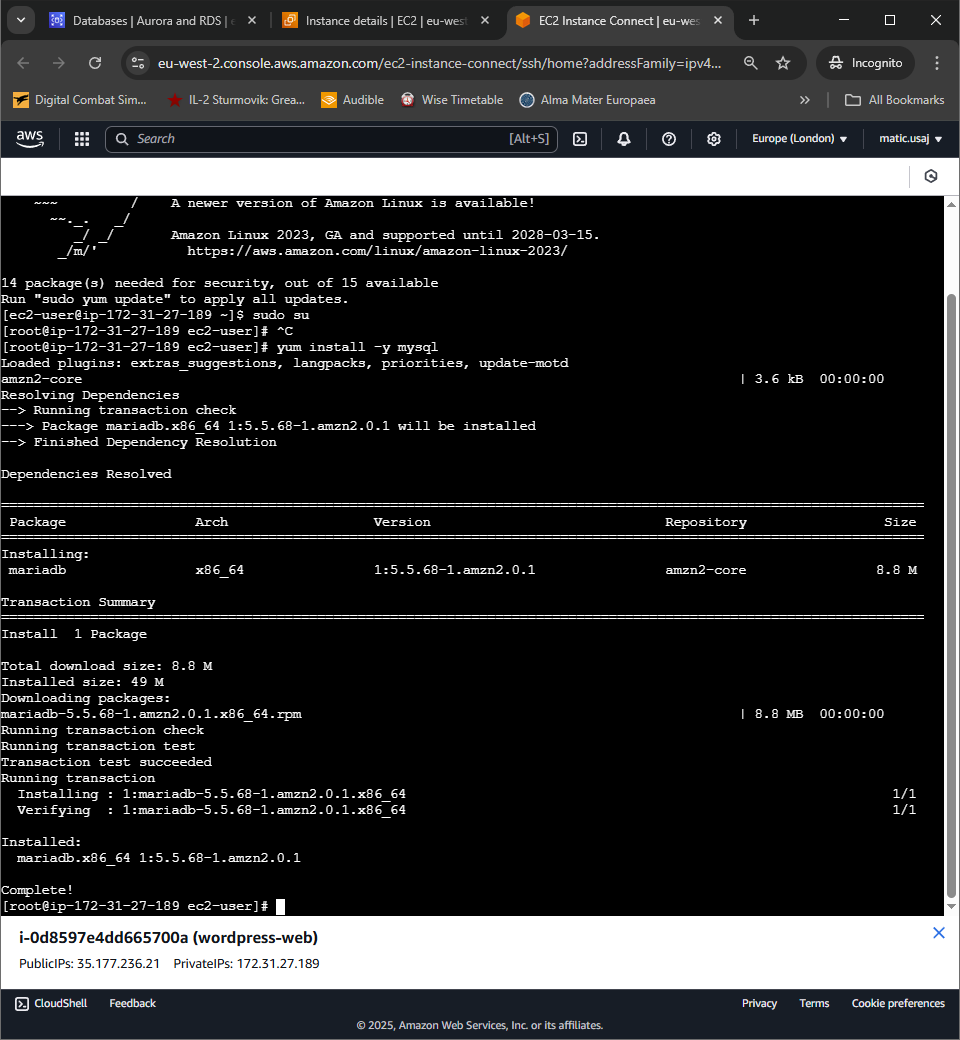 Databases | Aurora and RDS | e
Instance details | EC2 | eu-west
EC2 Instance Connect | eu-wes
eu-west-2.console.aws.amazon.com/ec2-instance-connect/ssh/home?addressFamily=ipv4...
Incognito
Digital Combat Sim...
IL-2 Sturmovik: Grea...
Audible
Wise Timetable
Alma Mater Europaea
All Bookmarks
aws
Search
[Alt+S]
Europe (London)
matic.usaj
~~~         /    A newer version of Amazon Linux is available!
~~._.   _/
_/ _/       Amazon Linux 2023, GA and supported until 2028-03-15.
_/m/'           https://aws.amazon.com/linux/amazon-linux-2023/
14 package(s) needed for security, out of 15 available
Run "sudo yum update" to apply all updates.
[ec2-user@ip-172-31-27-189 ~]$ sudo su
[root@ip-172-31-27-189 ec2-user]# ^C
[root@ip-172-31-27-189 ec2-user]# yum install -y mysql
Loaded plugins: extras_suggestions, langpacks, priorities, update-motd
amzn2-core | 3.6 kB  00:00:00
Resolving Dependencies
--> Running transaction check
---> Package mariadb.x86_64 1:5.5.68-1.amzn2.0.1 will be installed
--> Finished Dependency Resolution
Dependencies Resolved
Package Arch Version Repository Size
Installing:
mariadb x86_64 1:5.5.68-1.amzn2.0.1 amzn2-core 8.8 M
Transaction Summary
Install  1 Package
Total download size: 8.8 M
Installed size: 49 M
Downloading packages:
mariadb-5.5.68-1.amzn2.0.1.x86_64.rpm | 8.8 MB  00:00:00
Running transaction check
Running transaction test
Transaction test succeeded
Running transaction
Installing : 1:mariadb-5.5.68-1.amzn2.0.1.x86_64 1/1
Verifying  : 1:mariadb-5.5.68-1.amzn2.0.1.x86_64 1/1
Installed:
mariadb.x86_64 1:5.5.68-1.amzn2.0.1
Complete!
[root@ip-172-31-27-189 ec2-user]#
i-0d8597e4dd665700a (wordpress-web)
PublicIPs: 35.177.236.21 PrivateIPs: 172.31.27.189
CloudShell
Feedback
Privacy
Terms
Cookie preferences
© 2025, Amazon Web Services, Inc. or its affiliates.